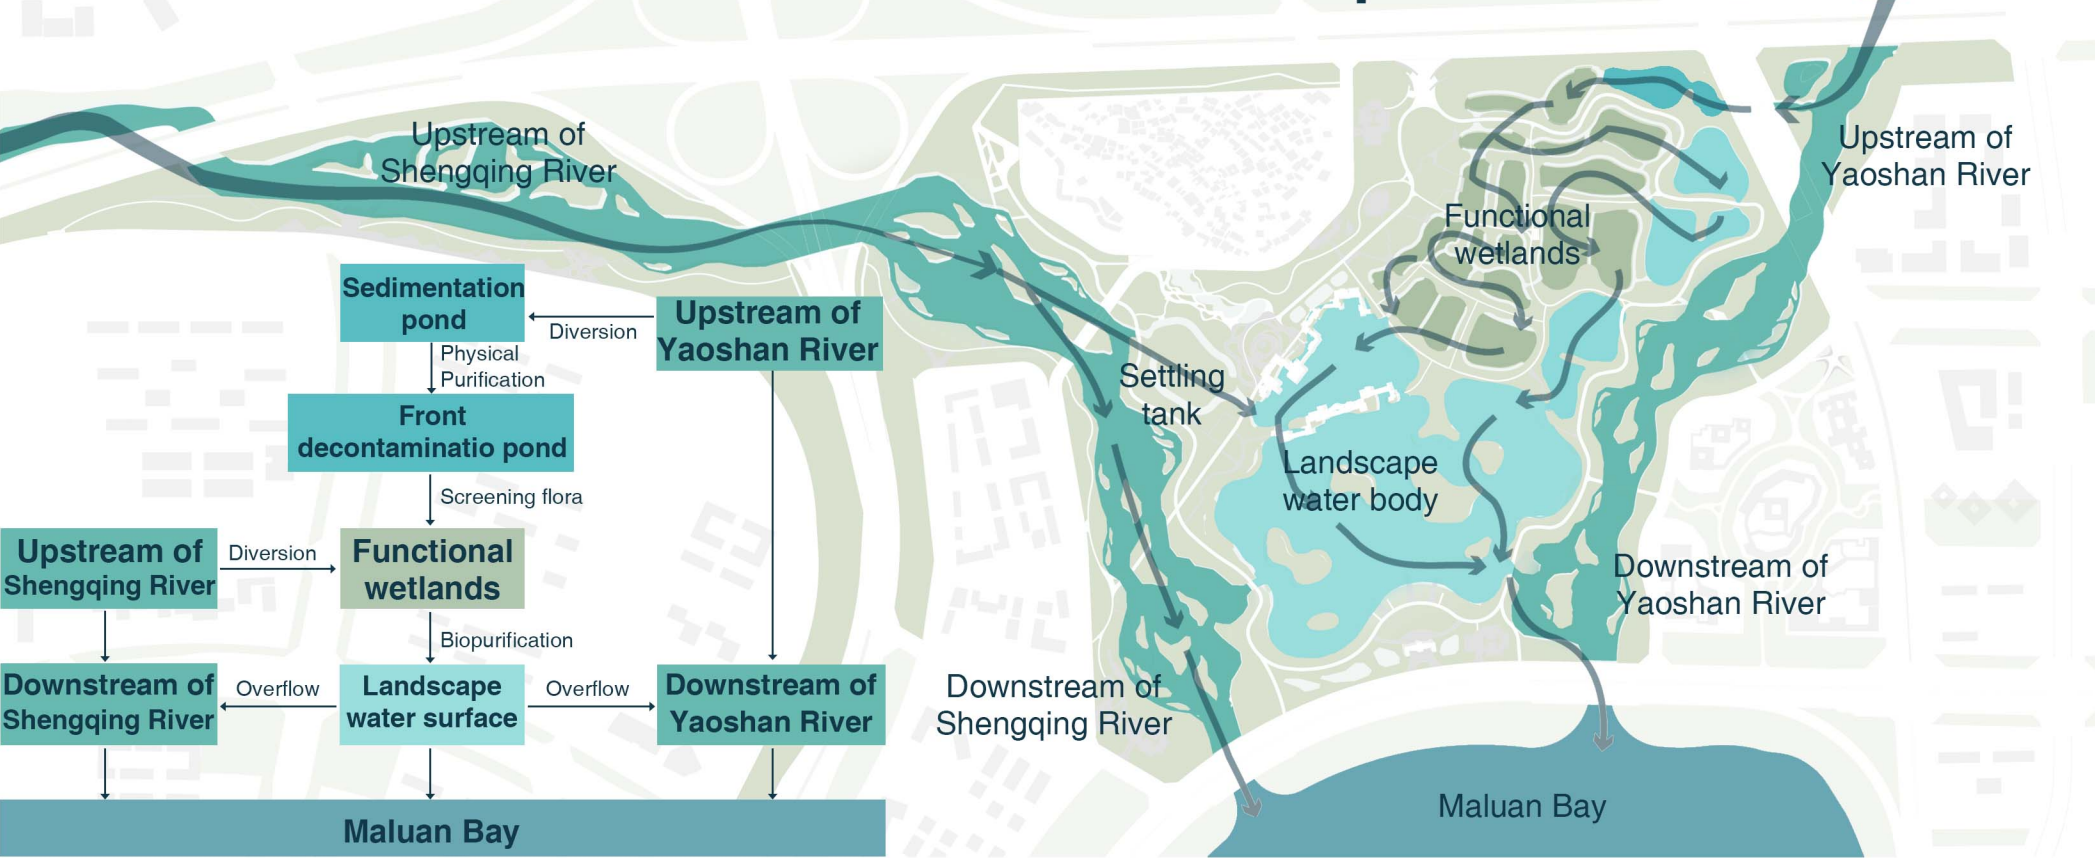 Upstream of
Shengqing River
Upstream of
Yaoshan River
Functional
wetlands
Sedimentation
pond
Diversion
Upstream of
Yaoshan River
Physical
Purification
Settling
tank
Front
decontaminatio pond
Landscape
water body
Screening flora
Upstream of
Shengqing River
Diversion
Functional
wetlands
Downstream of
Yaoshan River
Biopurification
Downstream of
Shengqing River
Overflow
Landscape
water surface
Overflow
Downstream of
Yaoshan River
Downstream of
Shengqing River
Maluan Bay
Maluan Bay